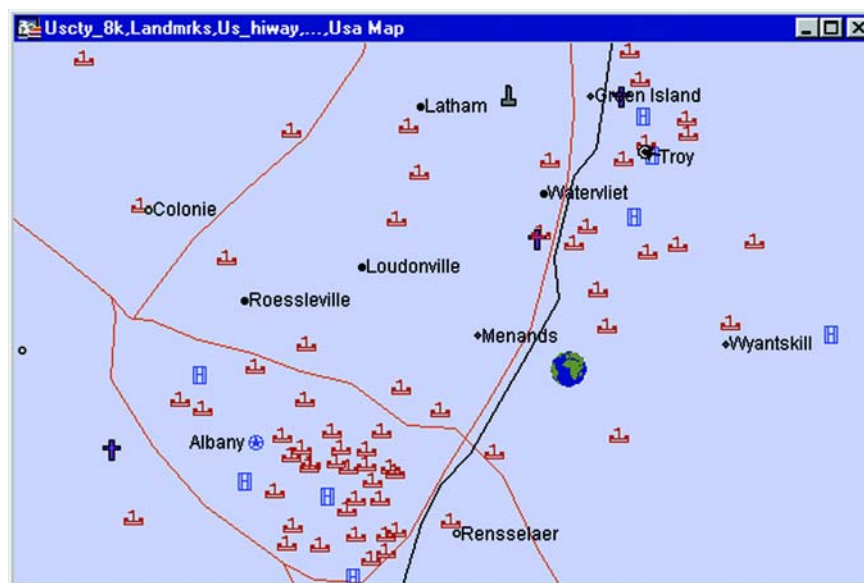 Uscty_8k,Landmrks,Us_hiway,...,Usa Map
Latham
Green Island
Troy
Colonie
Watervliet
Loudonville
Roessleville
Menands
Wyantskill
Albany
Rensselaer